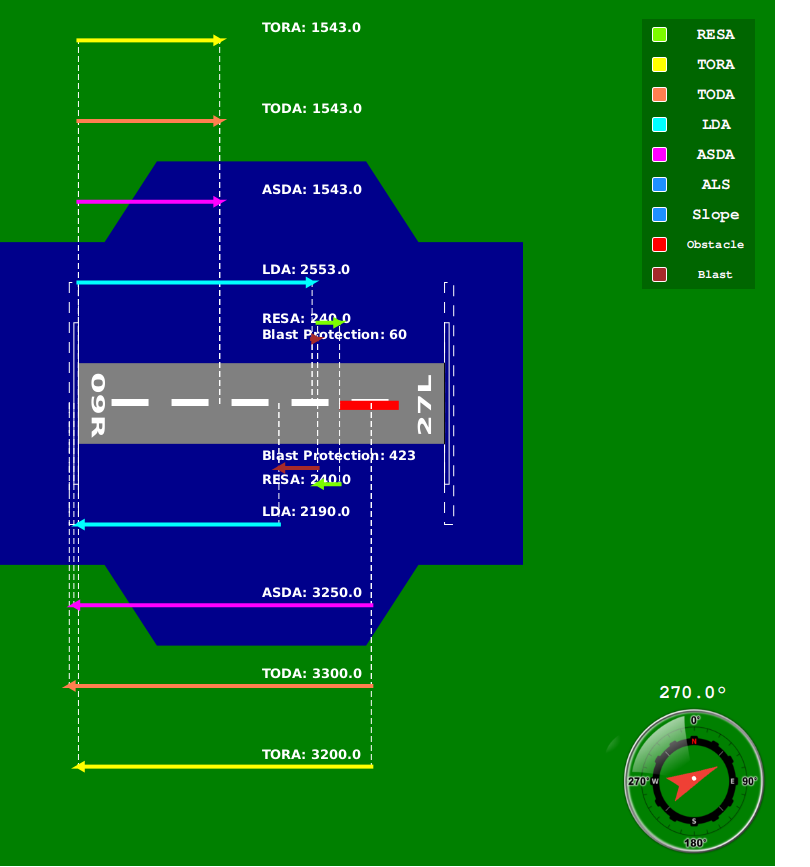 TORA: 1543.0
TODA: 1543.0
ASDA: 1543.0
LDA: 2553.0
RESA: 240.0
Blast Protection: 60
09R
27L
Blast Protection: 423
RESA: 240.0
LDA: 2190.0
ASDA: 3250.0
TODA: 3300.0
TORA: 3200.0
RESA
TORA
TODA
LDA
ASDA
ALS
Slope
Obstacle
Blast
270.0°
0°
N
270° W E 90°
S
180°